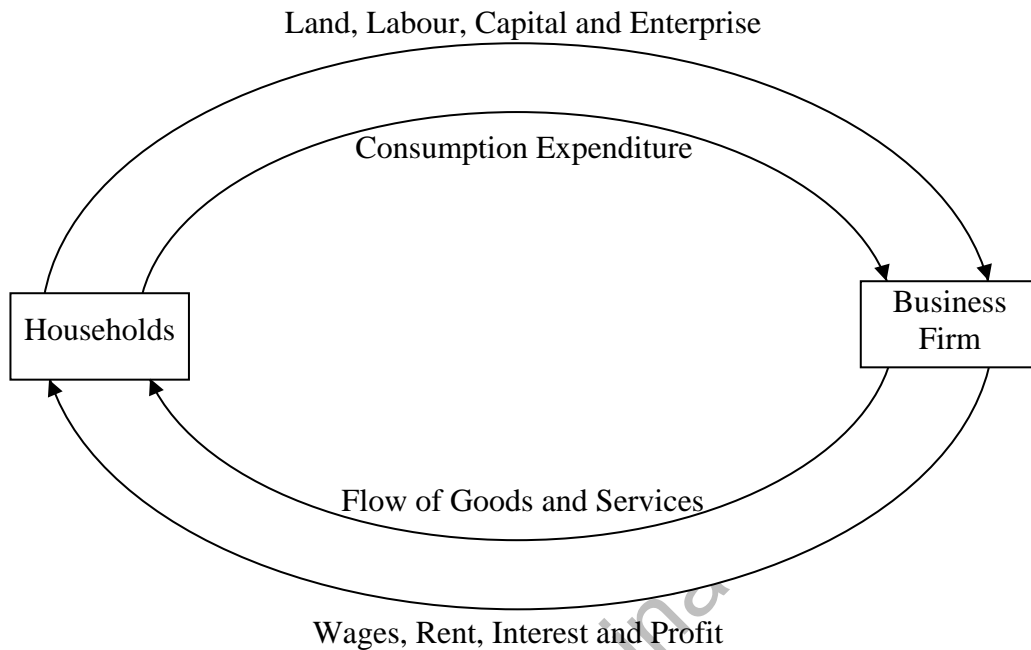 Land, Labour, Capital and Enterprise
Consumption Expenditure
Households
Business
Firm
Flow of Goods and Services
Wages, Rent, Interest and Profit